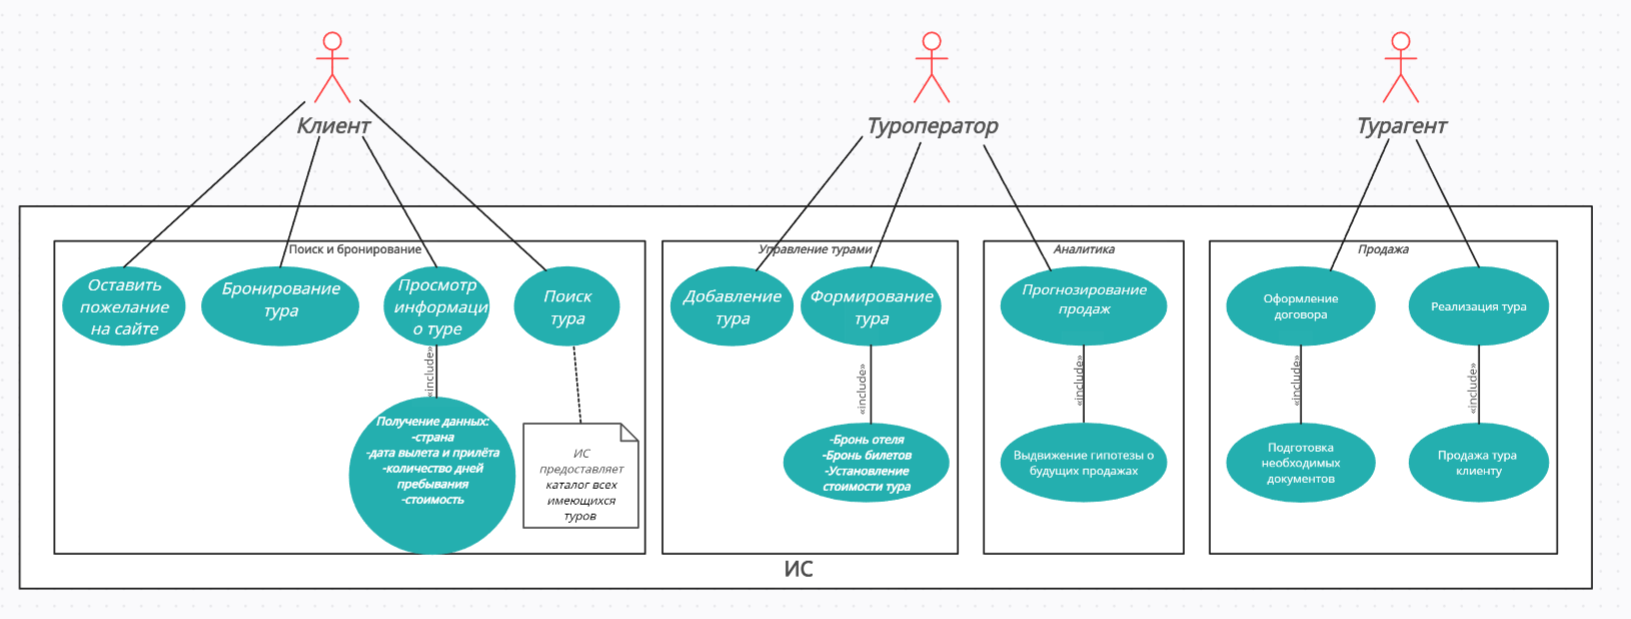 Клиент
Туроператор
Турагент
Поиск и бронирование
Оставить
пожелание
на сайте
Бронирование
тура
Просмотр
информаци
о туре
Поиск
тура
«include»
Получение данных:
-страна
-дата вылета и прилёта
-количество дней
пребывания
-стоимость
ИС
предоставляет
каталог всех
имеющихся
туров
Управление турами
Добавление
тура
Формирование
тура
«include»
-Бронь отеля
-Бронь билетов
-Установление
стоимости тура
Аналитика
Прогнозирование
продаж
«include»
Выдвижение гипотезы о
будущих продажах
Продажа
Оформление
договора
Реализация тура
«include»
«include»
Подготовка
необходимых
документов
Продажа тура
клиенту
ИС